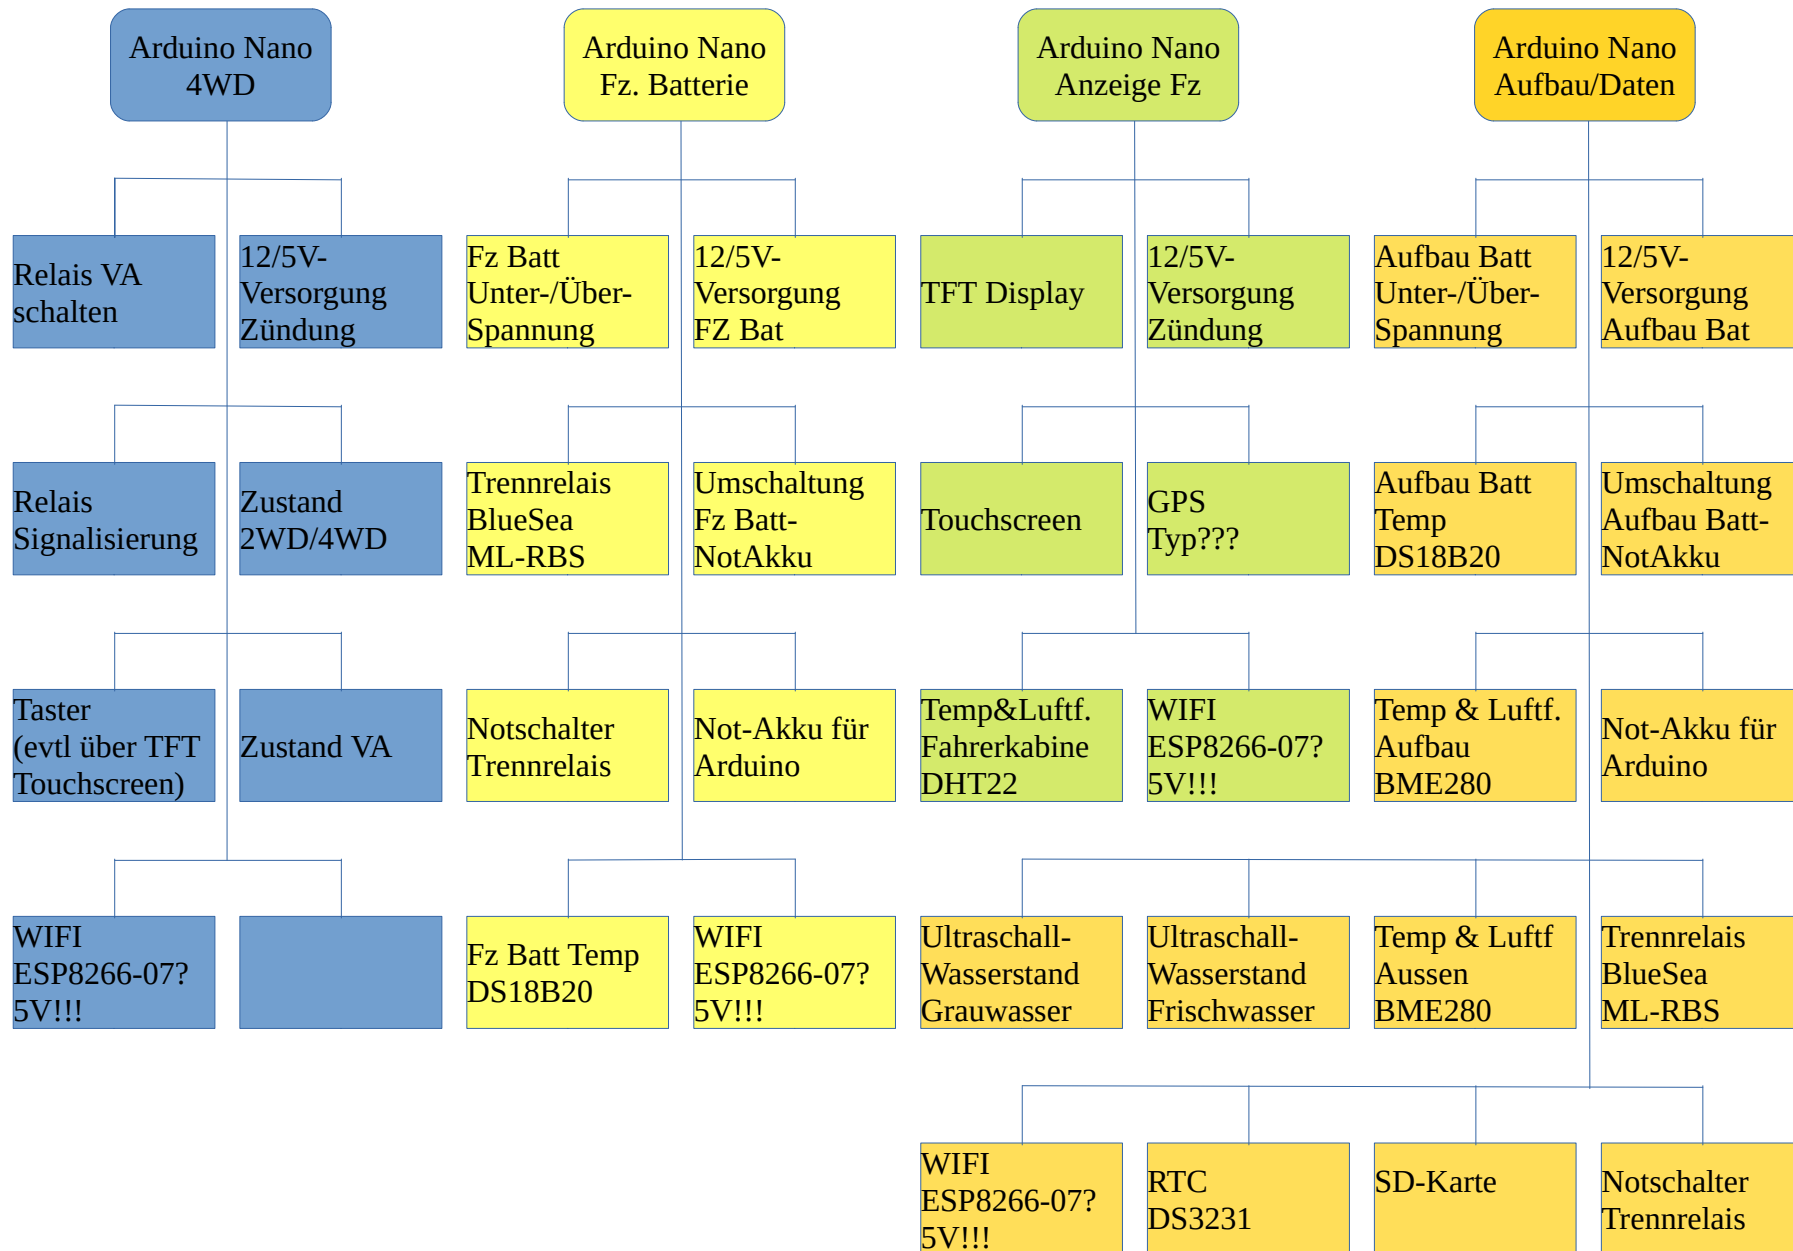 Arduino Nano
4WD
Arduino Nano
Fz. Batterie
Arduino Nano
Anzeige Fz
Arduino Nano
Aufbau/Daten
Relais VA
schalten
12/5V-
Versorgung
Zündung
Fz Batt
Unter-/Über-
Spannung
12/5V-
Versorgung
FZ Bat
TFT Display
12/5V-
Versorgung
Zündung
Aufbau Batt
Unter-/Über-
Spannung
12/5V-
Versorgung
Aufbau Bat
Relais
Signalisierung
Zustand
2WD/4WD
Trennrelais
BlueSea
ML-RBS
Umschaltung
Fz Batt-
NotAkku
Touchscreen
GPS
Typ???
Aufbau Batt
Temp
DS18B20
Umschaltung
Aufbau Batt-
NotAkku
Taster
(evtl über TFT
Touchscreen)
Zustand VA
Notschalter
Trennrelais
Not-Akku für
Arduino
Temp&Luftf.
Fahrerkabine
DHT22
WIFI
ESP8266-07?
5V!!!
Temp & Luftf.
Aufbau
BME280
Not-Akku für
Arduino
WIFI
ESP8266-07?
5V!!!
Fz Batt Temp
DS18B20
WIFI
ESP8266-07?
5V!!!
Ultraschall-
Wasserstand
Grauwasser
Ultraschall-
Wasserstand
Frischwasser
Temp & Luftf
Aussen
BME280
Trennrelais
BlueSea
ML-RBS
WIFI
ESP8266-07?
5V!!!
RTC
DS3231
SD-Karte
Notschalter
Trennrelais